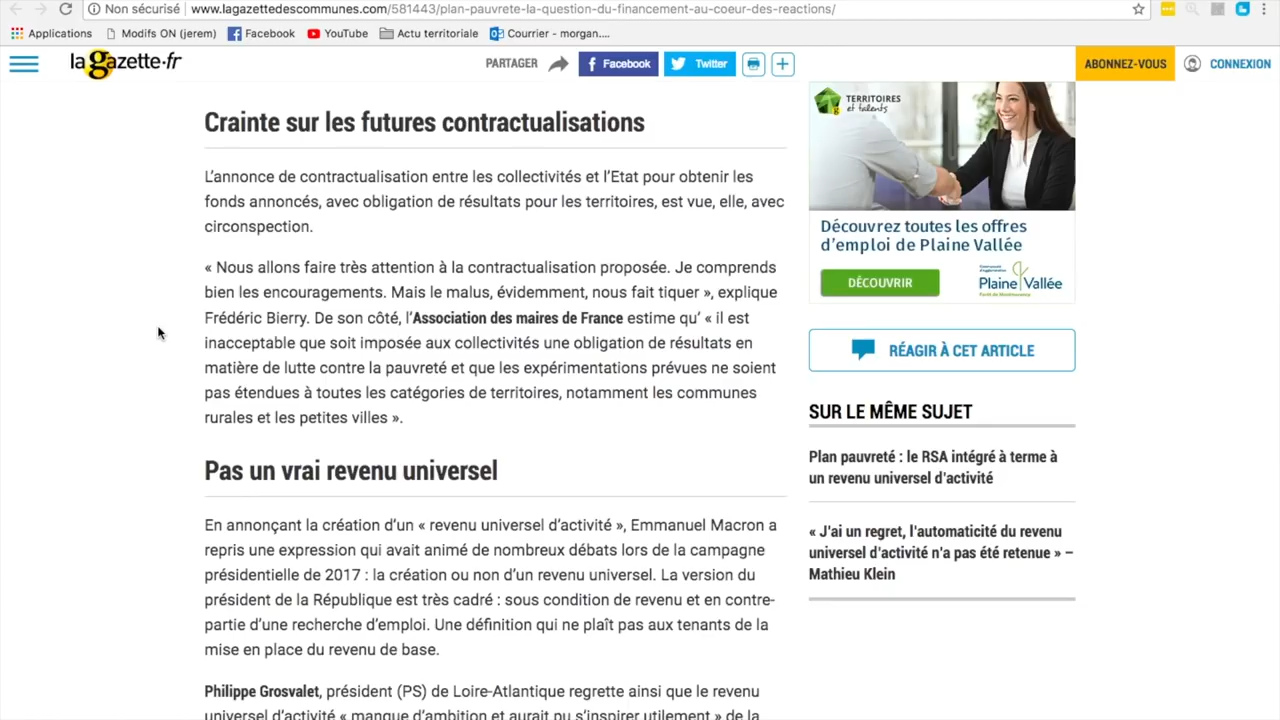 Non sécurisé | www.lagazettedescommunes.com/581443/plan-pauvrete-la-question-du-financement-au-coeur-des-reactions/
Applications Modifs ON (jerem) Facebook YouTube Actu territoriale Courrier - morgan....
la gazette·fr PARTAGER Facebook Twitter ABONNEZ-VOUS CONNEXION
Crainte sur les futures contractualisations
L’annonce de contractualisation entre les collectivités et l’Etat pour obtenir les
fonds annoncés, avec obligation de résultats pour les territoires, est vue, elle, avec
circonspection.
« Nous allons faire très attention à la contractualisation proposée. Je comprends
bien les encouragements. Mais le malus, évidemment, nous fait tiquer », explique
Frédéric Bierry. De son côté, l’Association des maires de France estime qu’ « il est
inacceptable que soit imposée aux collectivités une obligation de résultats en
matière de lutte contre la pauvreté et que les expérimentations prévues ne soient
pas étendues à toutes les catégories de territoires, notamment les communes
rurales et les petites villes ».
Pas un vrai revenu universel
En annonçant la création d’un « revenu universel d’activité », Emmanuel Macron a
repris une expression qui avait animé de nombreux débats lors de la campagne
présidentielle de 2017 : la création ou non d’un revenu universel. La version du
président de la République est très cadré : sous condition de revenu et en contre-
partie d’une recherche d’emploi. Une définition qui ne plaît pas aux tenants de la
mise en place du revenu de base.
Philippe Grosvalet, président (PS) de Loire-Atlantique regrette ainsi que le revenu
universel d’activité « manque d’ambition et aurait pu s’inspirer utilement » de la
TERRITOIRES
et talents
Découvrez toutes les offres
d’emploi de Plaine Vallée
DÉCOUVRIR
Plaine Vallée
RÉAGIR À CET ARTICLE
SUR LE MÊME SUJET
Plan pauvreté : le RSA intégré à terme à
un revenu universel d'activité
« J'ai un regret, l'automaticité du revenu
universel d'activité n'a pas été retenue » –
Mathieu Klein